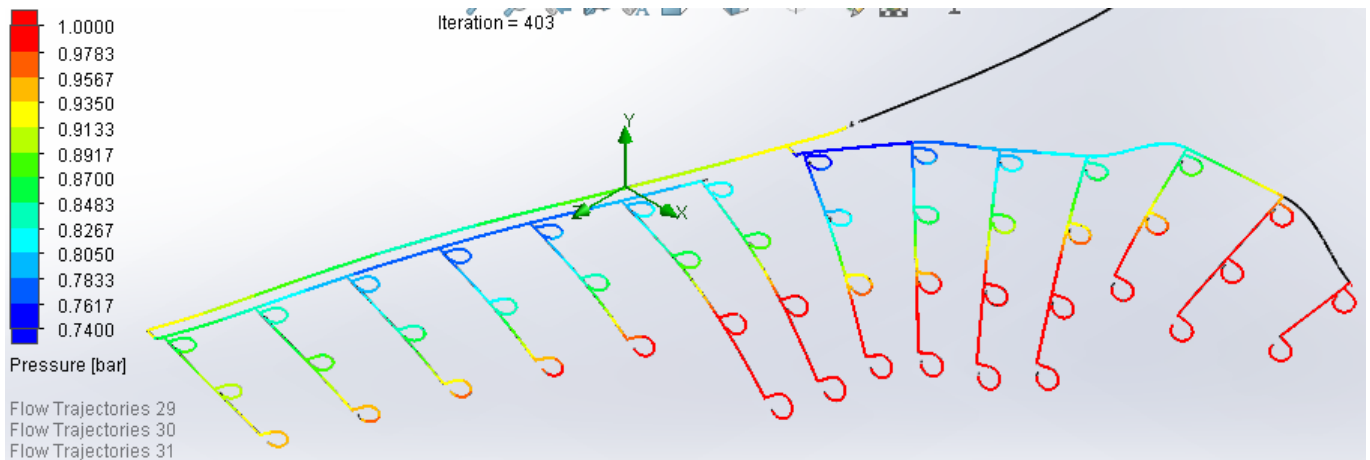 Iteration = 403
1.0000
0.9783
0.9567
0.9350
0.9133
0.8917
0.8700
0.8483
0.8267
0.8050
0.7833
0.7617
0.7400
Pressure [bar]
Y
Z
X
Flow Trajectories 29
Flow Trajectories 30
Flow Trajectories 31